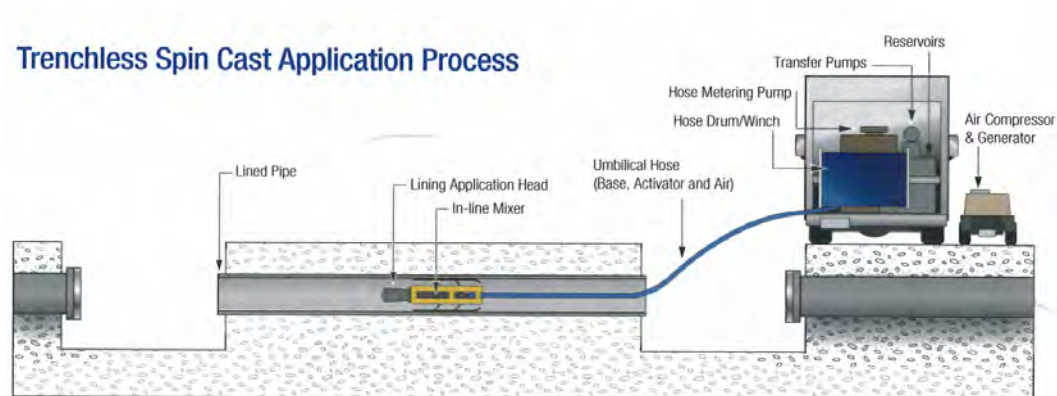 Trenchless Spin Cast Application Process
Reservoirs
Transfer Pumps
Hose Metering Pump
Hose Drum/Winch
Air Compressor
& Generator
Umbilical Hose
(Base, Activator and Air)
Lined Pipe
Lining Application Head
In-line Mixer